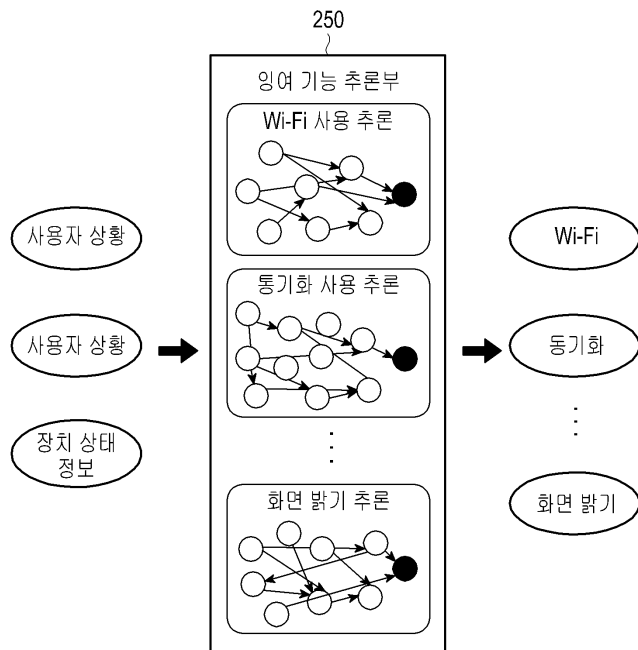 250
잉여 기능 추론부
Wi-Fi 사용 추론
사용자 상황
Wi-Fi
통기화 사용 추론
사용자 상황
동기화
장치 상태
정보
화면 밝기 추론
화면 밝기